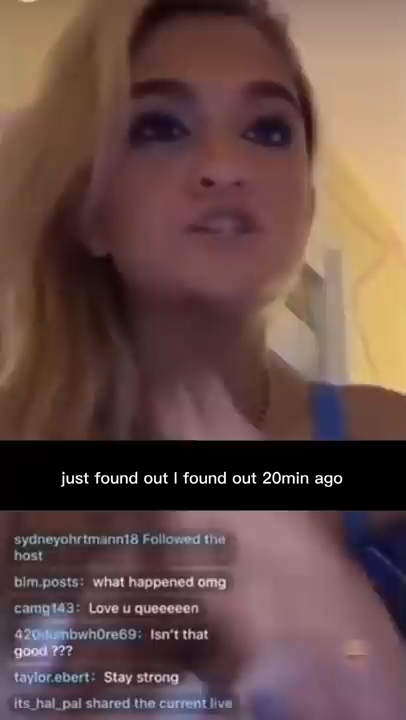 just found out I found out 20min ago
sydneyohrtmann18 Followed the
host
blm.posts: what happened omg
camg143: Love u queeeeen
420dumbwh0re69: Isn't that
good ???
taylor.ebert: Stay strong
its_hal_pal shared the current live